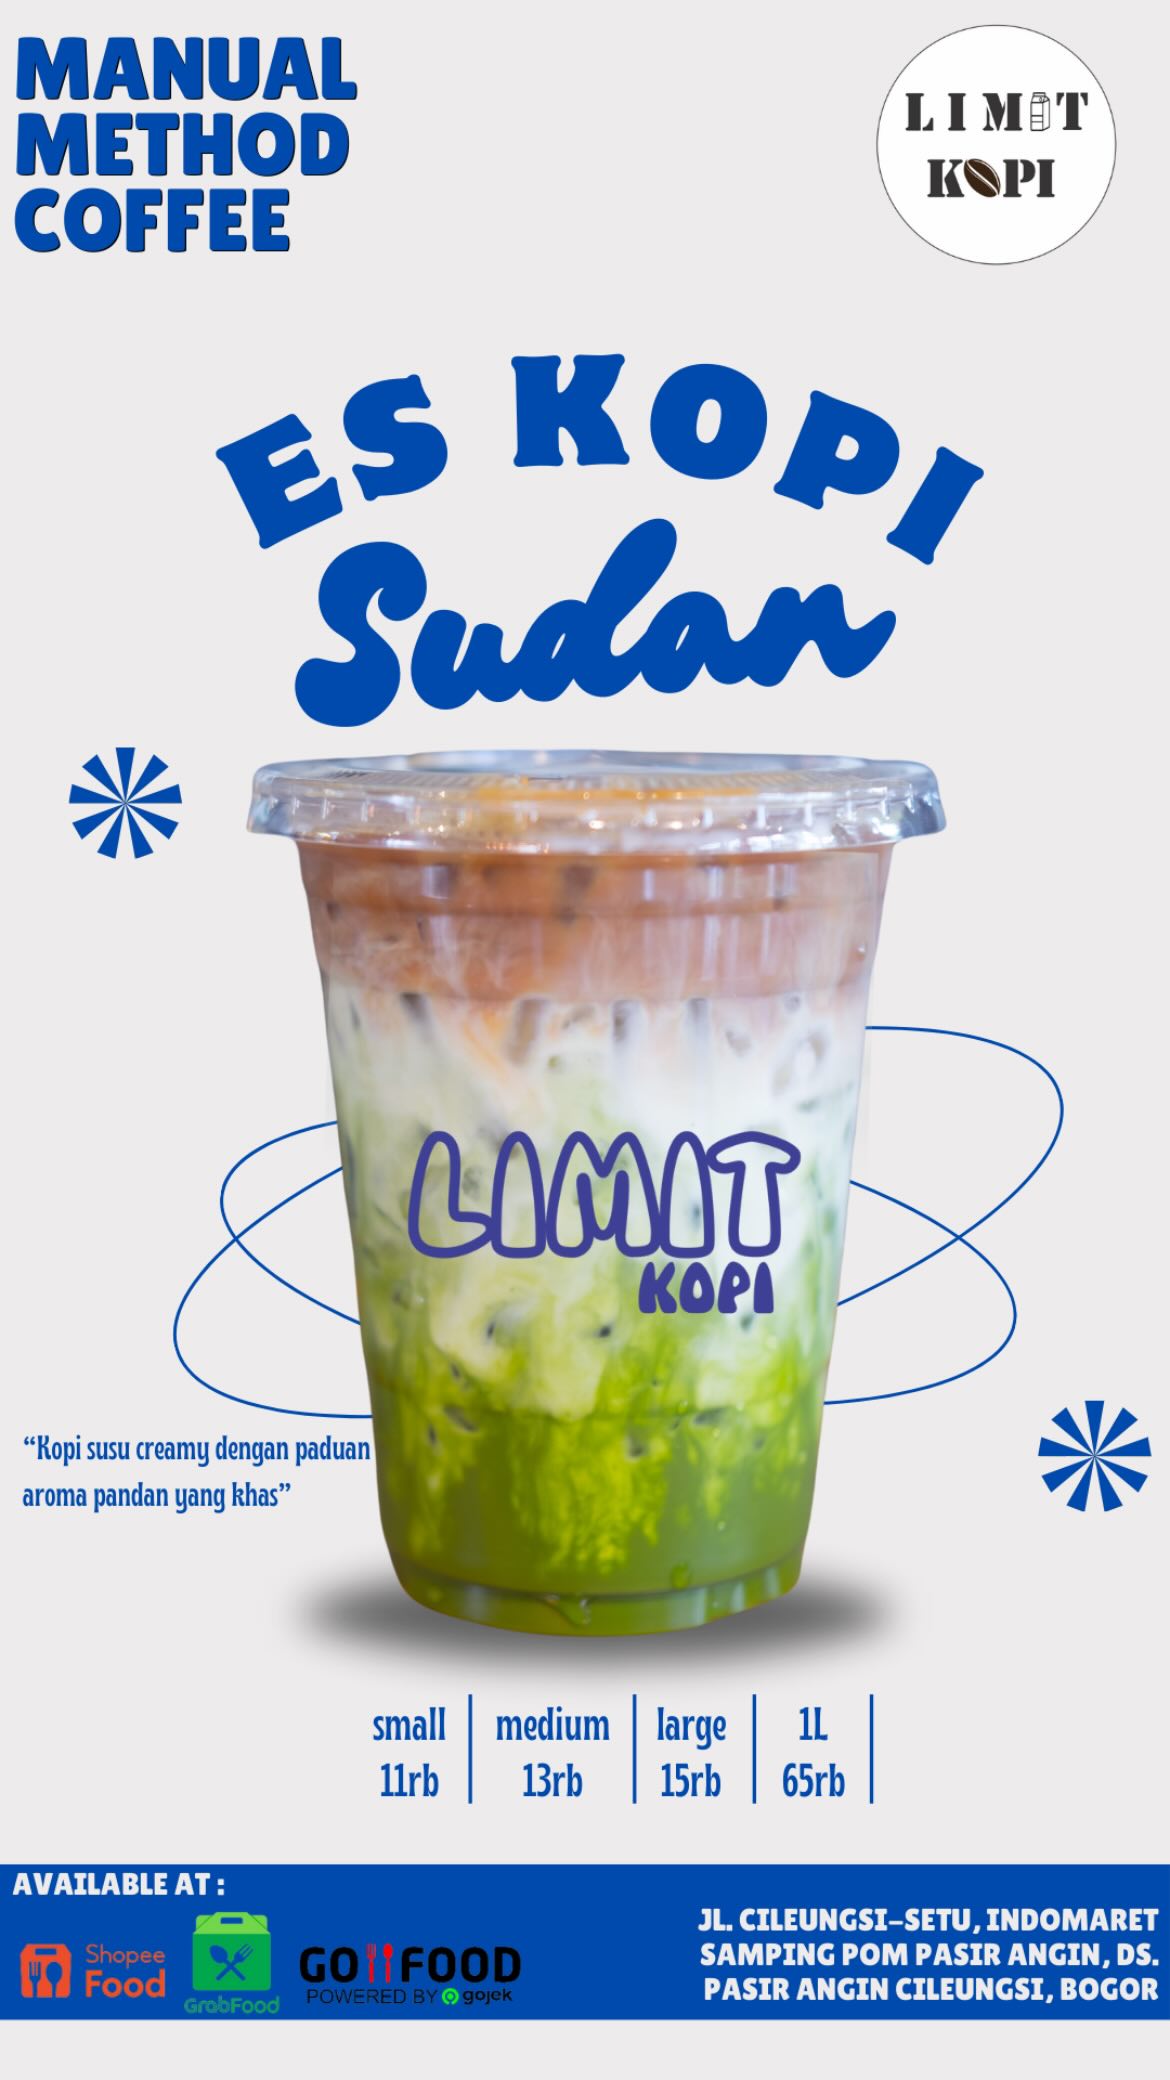 MANUAL
METHOD
COFFEE
LIMIT
KOPI
ES KOPI
Sudan
LIMIT
KOPI
“Kopi susu creamy dengan paduan
aroma pandan yang khas”
small | medium | large | 1L
11rb | 13rb | 15rb | 65rb
AVAILABLE AT :
Shopee
Food
GrabFood
GOFOOD
POWERED BY gojek
JL. CILEUNGSI-SETU, INDOMARET
SAMPING POM PASIR ANGIN, DS.
PASIR ANGIN CILEUNGSI, BOGOR